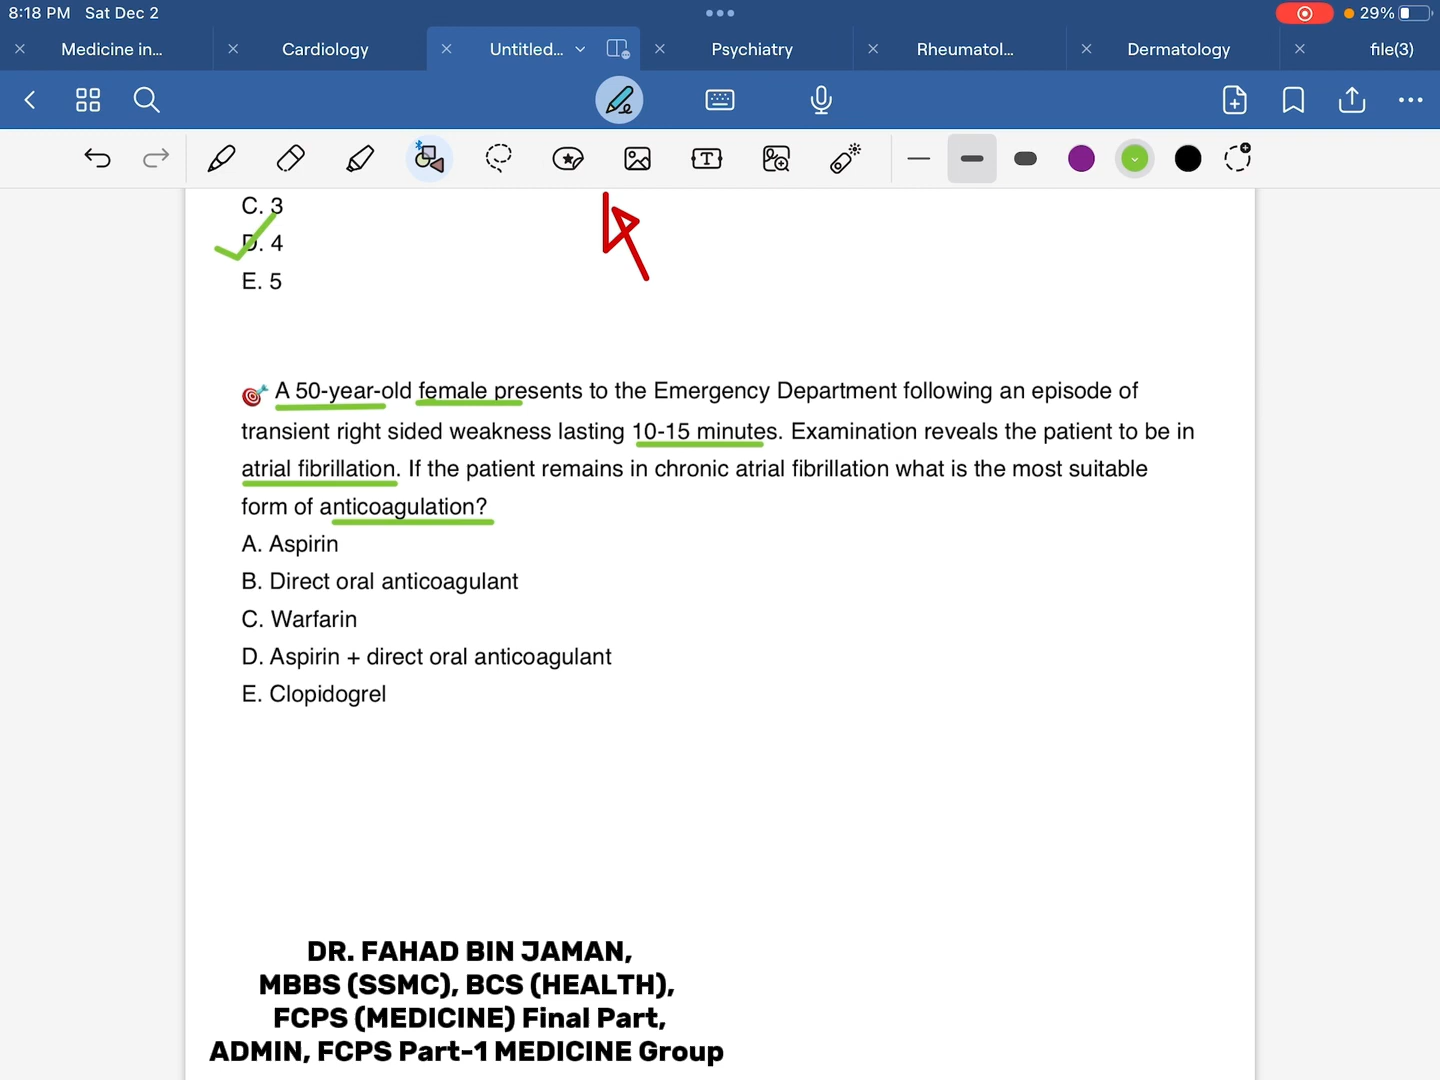 8:18 PM Sat Dec 2
29%
Medicine in...
Cardiology
Untitled...
Psychiatry
Rheumatol...
Dermatology
file(3)
C. 3
D. 4
E. 5
A 50-year-old female presents to the Emergency Department following an episode of
transient right sided weakness lasting 10-15 minutes. Examination reveals the patient to be in
atrial fibrillation. If the patient remains in chronic atrial fibrillation what is the most suitable
form of anticoagulation?
A. Aspirin
B. Direct oral anticoagulant
C. Warfarin
D. Aspirin + direct oral anticoagulant
E. Clopidogrel
DR. FAHAD BIN JAMAN,
MBBS (SSMC), BCS (HEALTH),
FCPS (MEDICINE) Final Part,
ADMIN, FCPS Part-1 MEDICINE Group